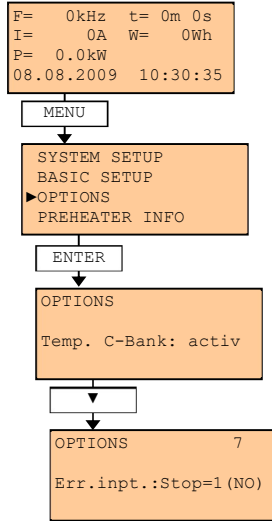 F=   0kHz  t= 0m 0s
I=     0A  W=   0Wh
P=  0.0kW
08.08.2009  10:30:35
MENU
SYSTEM SETUP
BASIC SETUP
►OPTIONS
PREHEATER INFO
ENTER
OPTIONS
Temp. C-Bank: activ
▼
OPTIONS          7
Err.inpt.:Stop=1(NO)